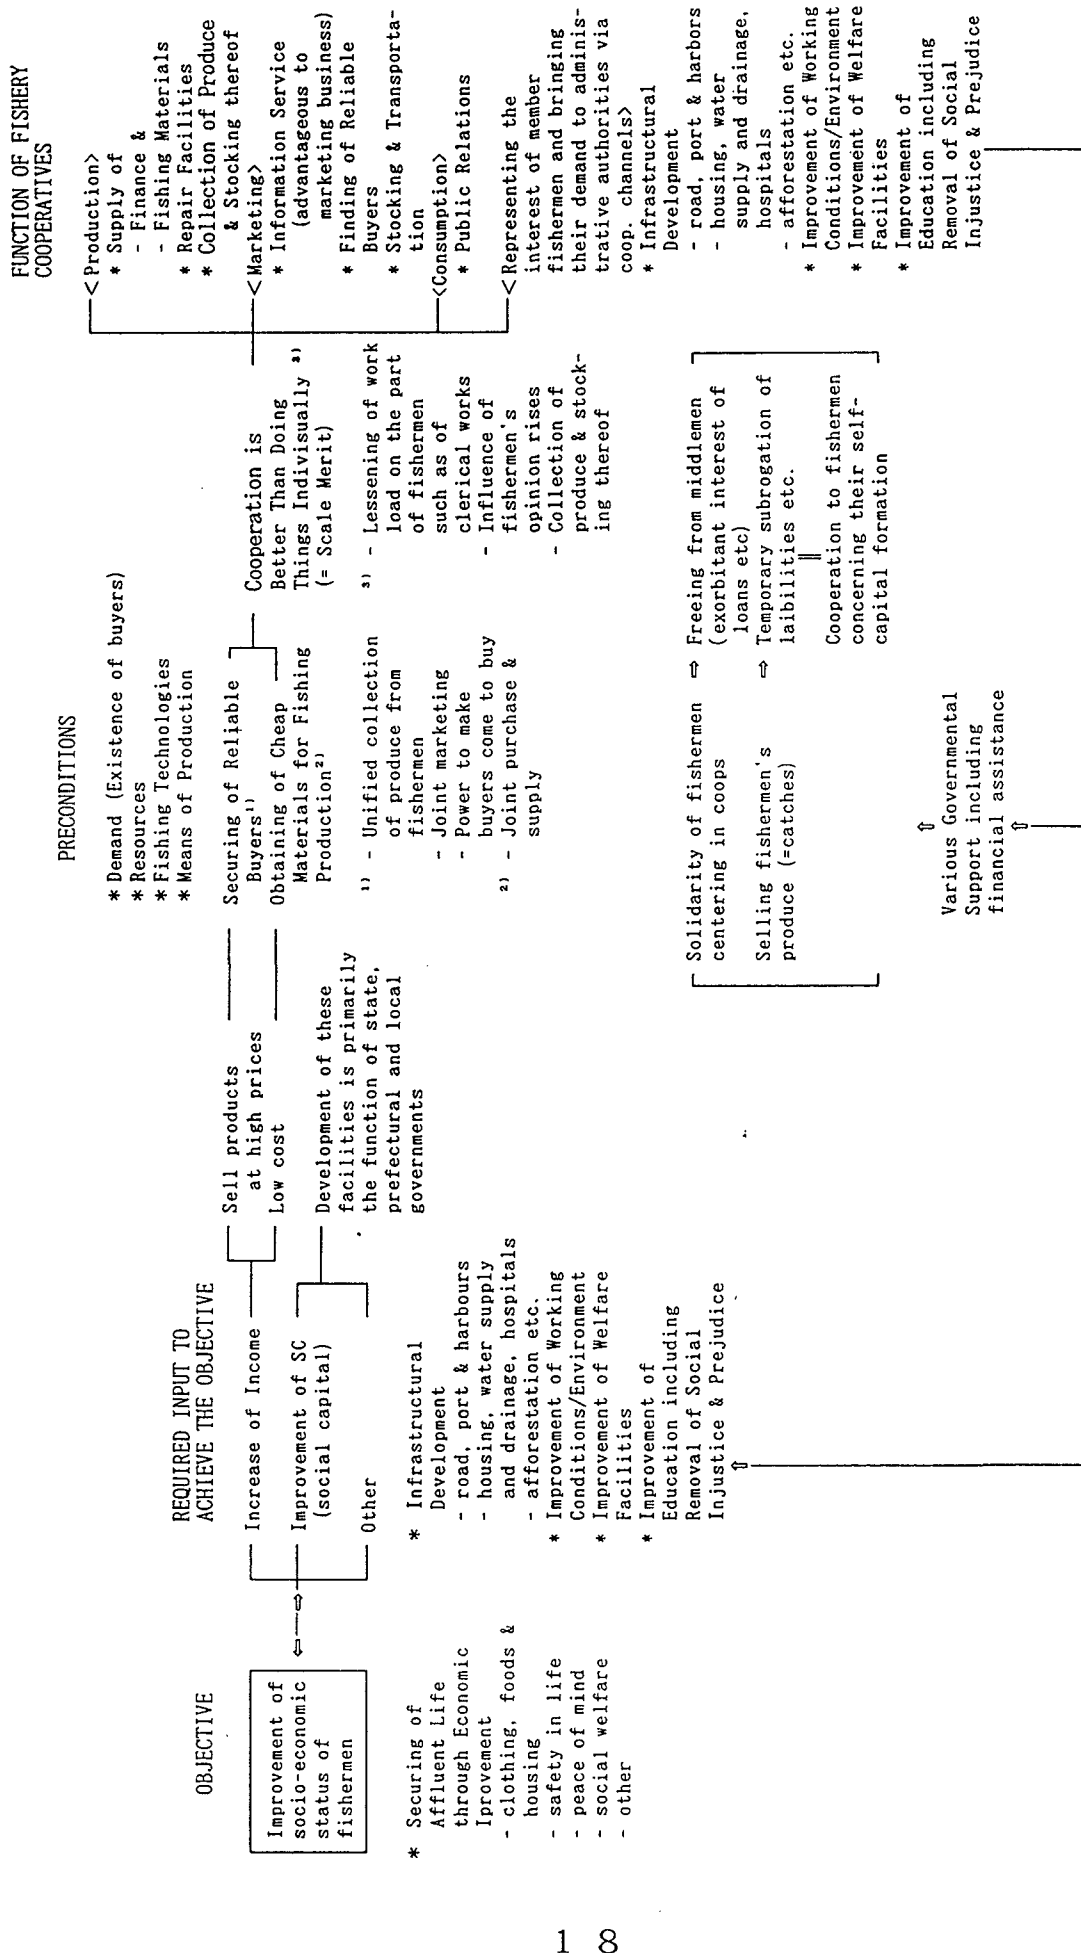 OBJECTIVE
Improvement of
socio-economic
status of
fishermen
* Securing of
Affluent Life
through Economic
Iprovement
- clothing, foods &
housing
- safety in life
- peace of mind
- social welfare
- other
REQUIRED INPUT TO
ACHIEVE THE OBJECTIVE
Increase of Income
Improvement of SC
(social capital)
Other
* Infrastructural
Development
- road, port & harbours
- housing, water supply
and drainage, hospitals
- afforestation etc.
* Improvement of Working
Conditions/Environment
* Improvement of Welfare
Facilities
* Improvement of
Education including
Removal of Social
Injustice & Prejudice
Sell products
at high prices
Low cost
Development of these
facilities is primarily
the function of state,
prefectural and local
governments
PRECONDITIONS
* Demand (Existence of buyers)
* Resources
* Fishing Technologies
* Means of Production
Securing of Reliable
Buyers1)
Obtaining of Cheap
Materials for Fishing
Production2)
1) - Unified collection
of produce from
fishermen
- Joint marketing
- Power to make
buyers come to buy
2) - Joint purchase &
supply
Cooperation is
Better Than Doing
Things Indivisually 3)
(= Scale Merit)
3) - Lessening of work
load on the part
of fishermen
such as of
clerical works
- Influence of
fishermen's
opinion rises
- Collection of
produce & stock-
ing thereof
Solidarity of fishermen
centering in coops
⇨ Freeing from middlemen
(exorbitant interest of
loans etc)
Selling fishermen's
produce (=catches)
⇨ Temporary subrogation of
laibilities etc.
Cooperation to fishermen
concerning their self-
capital formation
Various Governmental
Support including
financial assistance
FUNCTION OF FISHERY
COOPERATIVES
<Production>
* Supply of
- Finance &
- Fishing Materials
* Repair Facilities
* Collection of Produce
& Stocking thereof
<Marketing>
* Information Service
(advantageous to
marketing business)
* Finding of Reliable
Buyers
* Stocking & Transporta-
tion
<Consumption>
* Public Relations
<Representing the
interest of member
fishermen and bringing
their demand to adminis-
trative authorities via
coop. channels>
* Infrastructural
Development
- road, port & harbors
- housing, water
supply and drainage,
hospitals
- afforestation etc.
* Improvement of Working
Conditions/Environment
* Improvement of Welfare
Facilities
* Improvement of
Education including
Removal of Social
Injustice & Prejudice
1 8